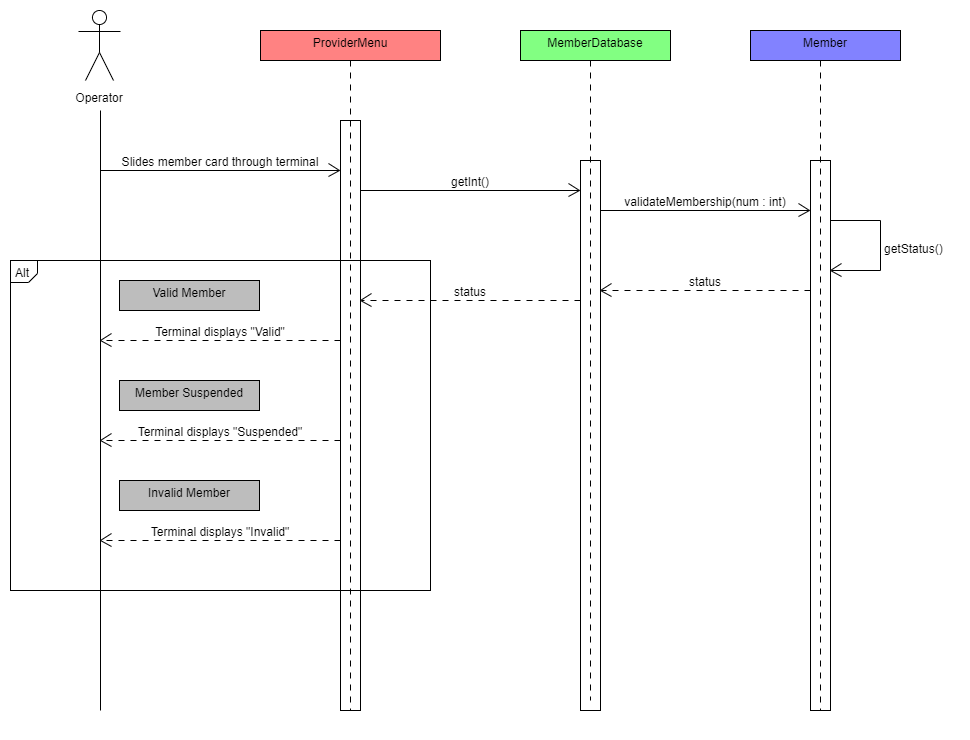 ProviderMenu
MemberDatabase
Member
Operator
Slides member card through terminal
getInt()
validateMembership(num : int)
getStatus()
Alt
Valid Member
status
status
Terminal displays "Valid"
Member Suspended
Terminal displays "Suspended"
Invalid Member
Terminal displays "Invalid"